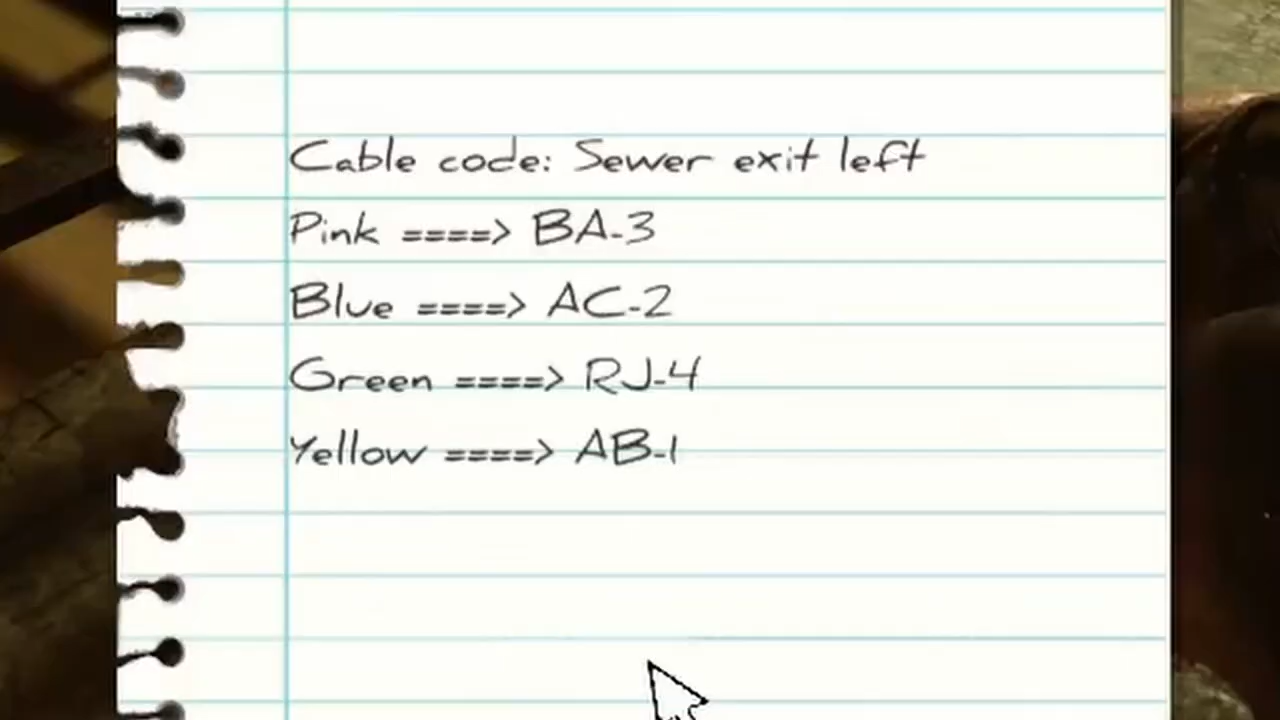 Cable code: Sewer exit left
Pink ====> BA-3
Blue ====> AC-2
Green ====> RJ-4
Yellow ====> AB-1